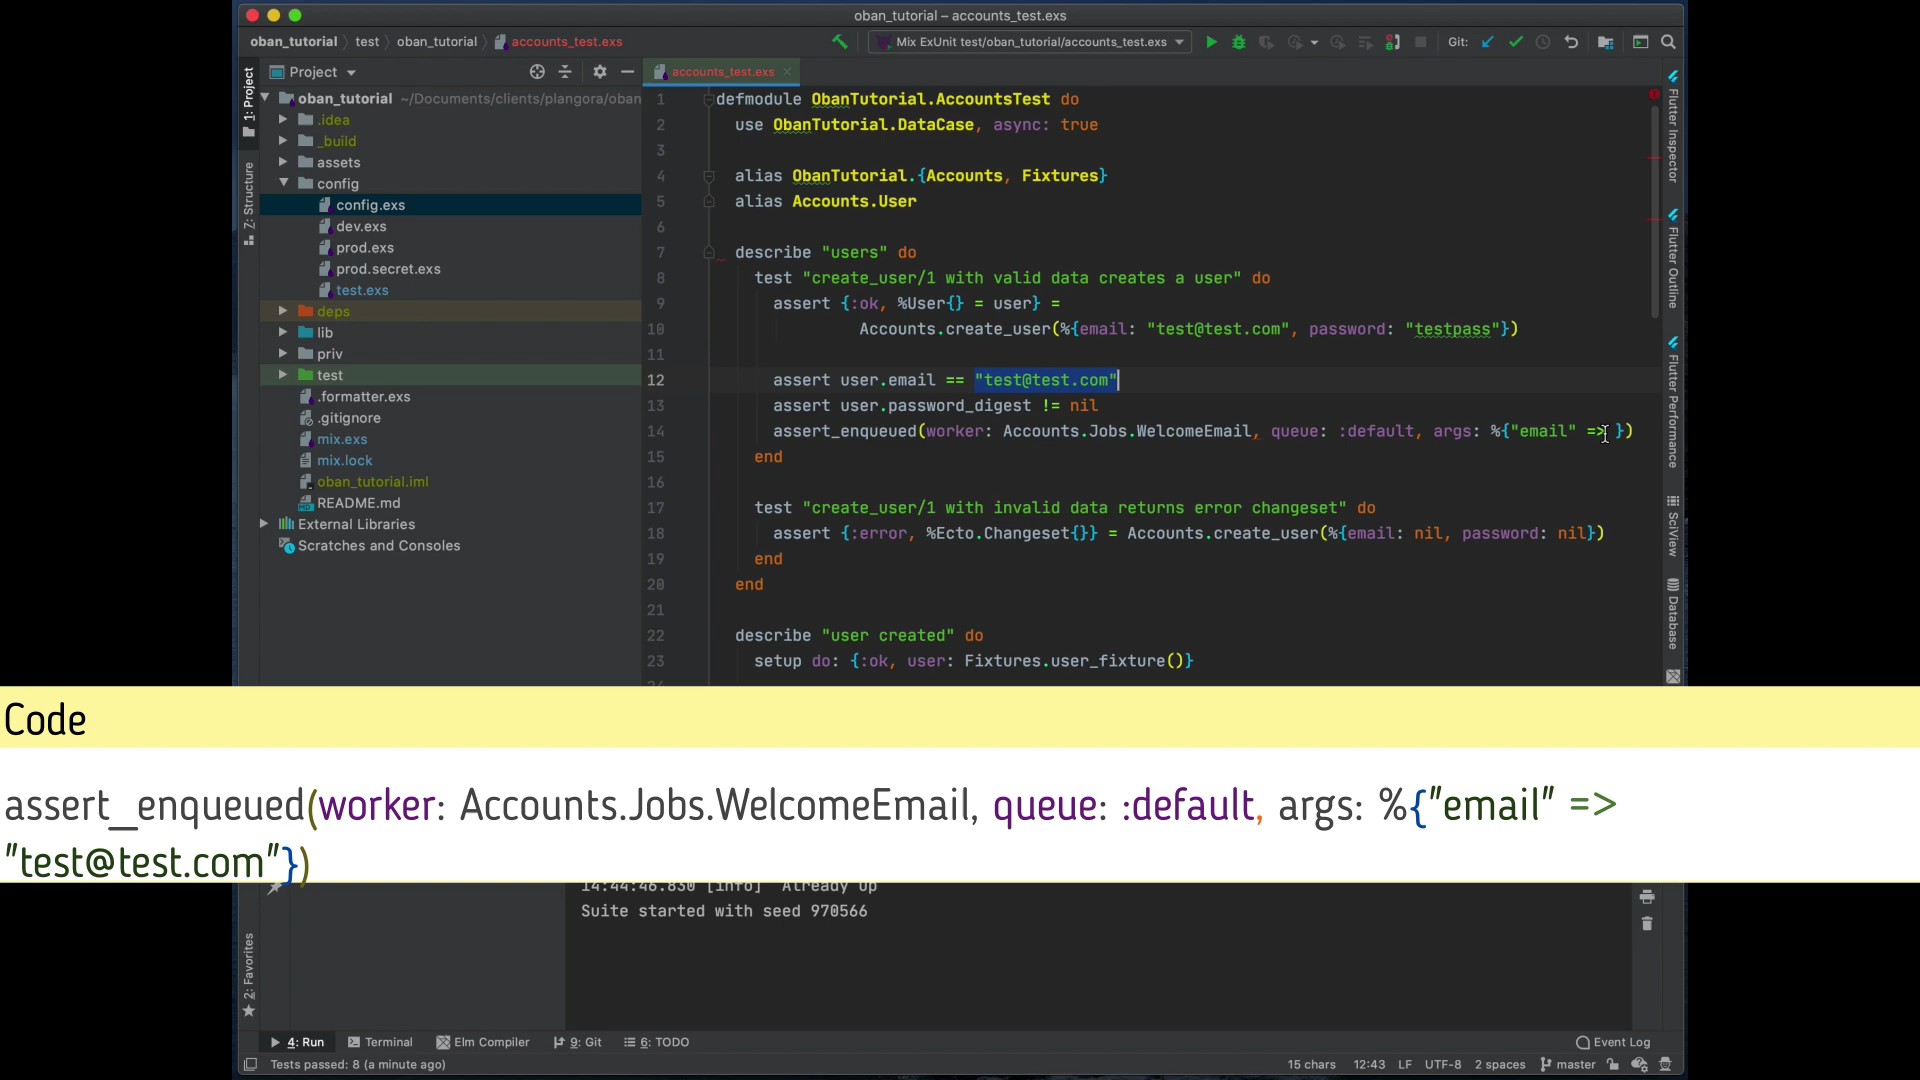 oban_tutorial – accounts_test.exs
oban_tutorial test oban_tutorial accounts_test.exs
Mix ExUnit test/oban_tutorial/accounts_test.exs
Git:
Project
accounts_test.exs
1: Project
Z: Structure
2: Favorites
oban_tutorial ~/Documents/clients/plangora/oban
.idea
_build
assets
config
config.exs
dev.exs
prod.exs
prod.secret.exs
test.exs
deps
lib
priv
test
.formatter.exs
.gitignore
mix.exs
mix.lock
oban_tutorial.iml
README.md
External Libraries
Scratches and Consoles
1 defmodule ObanTutorial.AccountsTest do
2 use ObanTutorial.DataCase, async: true
3
4 alias ObanTutorial.{Accounts, Fixtures}
5 alias Accounts.User
6
7 describe "users" do
8 test "create_user/1 with valid data creates a user" do
9 assert {:ok, %User{} = user} =
10 Accounts.create_user(%{email: "test@test.com", password: "testpass"})
11
12 assert user.email == "test@test.com"
13 assert user.password_digest != nil
14 assert_enqueued(worker: Accounts.Jobs.WelcomeEmail, queue: :default, args: %{"email" => })
15 end
16
17 test "create_user/1 with invalid data returns error changeset" do
18 assert {:error, %Ecto.Changeset{}} = Accounts.create_user(%{email: nil, password: nil})
19 end
20 end
21
22 describe "user created" do
23 setup do: {:ok, user: Fixtures.user_fixture()}
Flutter Inspector
Flutter Outline
Flutter Performance
SciView
Database
Code
assert_enqueued(worker: Accounts.Jobs.WelcomeEmail, queue: :default, args: %{"email" =>
"test@test.com"})
14:44:46.830 [info] Already up
Suite started with seed 970566
4: Run Terminal Elm Compiler 9: Git 6: TODO Event Log
Tests passed: 8 (a minute ago) 15 chars 12:43 LF UTF-8 2 spaces master